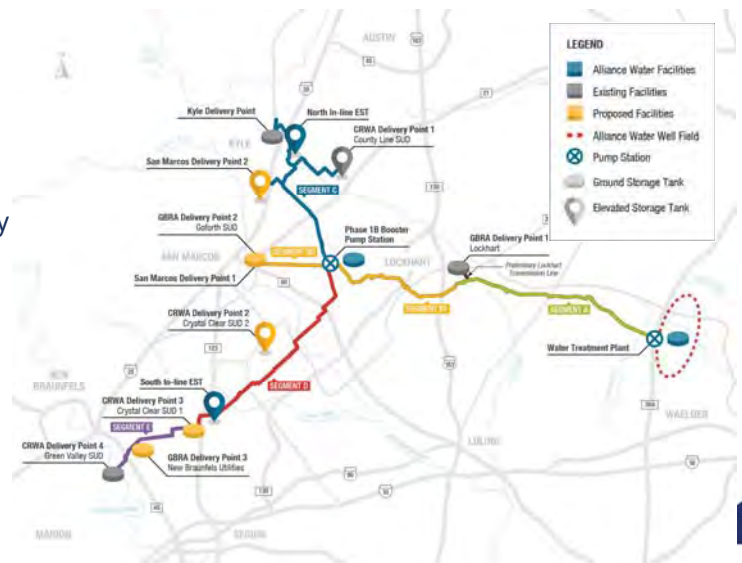 AUSTIN
LEGEND
Alliance Water Facilities
Existing Facilities
Proposed Facilities
Alliance Water Well Field
Pump Station
Ground Storage Tank
Elevated Storage Tank
Kyle Delivery Point
North In-line EST
CRWA Delivery Point 1
County Line SUD
KYLE
San Marcos Delivery Point 2
SEGMENT C
y
GBRA Delivery Point 2
Goforth SUD
SAN MARCOS
Phase 1B Booster
Pump Station
GBRA Delivery Point 1
Lockhart
LOCKHART
Preliminary Lockhart
Transmission Line
San Marcos Delivery Point 1
SEGMENT A
CRWA Delivery Point 2
Crystal Clear SUD 2
Water Treatment Plant
NEW
BRAUNFELS
South In-line EST
SEGMENT D
CRWA Delivery Point 3
Crystal Clear SUD 1
WAELDER
SEGMENT E
CRWA Delivery Point 4
Green Valley SUD
GBRA Delivery Point 3
New Braunfels Utilities
LULING
MARION
SEGUIN